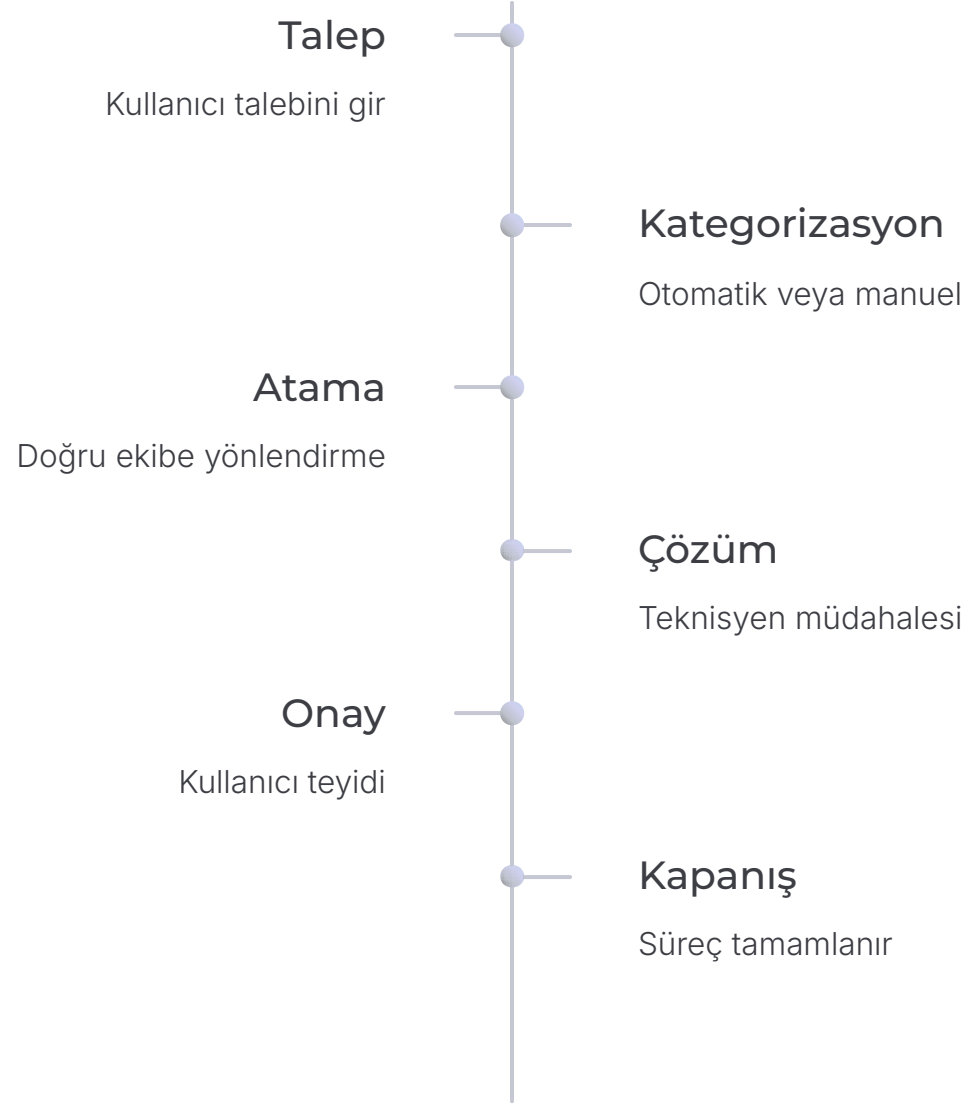 Talep
Kullanıcı talebini gir
Kategorizasyon
Otomatik veya manuel
Atama
Doğru ekibe yönlendirme
Çözüm
Teknisyen müdahalesi
Onay
Kullanıcı teyidi
Kapanış
Süreç tamamlanır